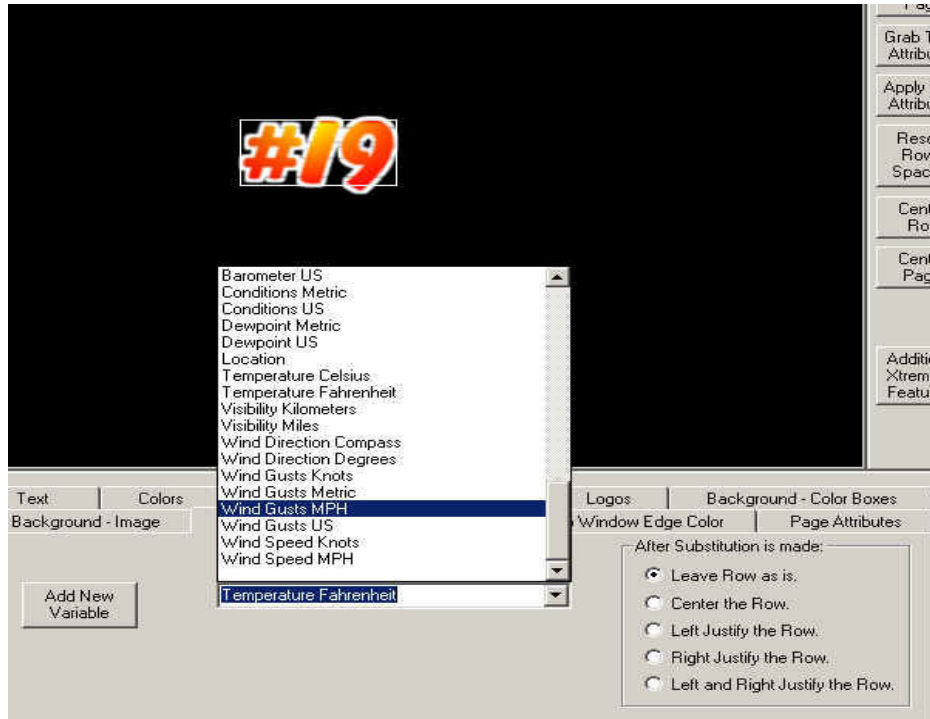 Grab
Attrib
Apply
Attrib
Rese
Row
Spac
Cent
Ro
Cent
Pag
Additi
Xtrem
Featu
#19
Barometer US
Conditions Metric
Conditions US
Dewpoint Metric
Dewpoint US
Location
Temperature Celsius
Temperature Fahrenheit
Visibility Kilometers
Visibility Miles
Wind Direction Compass
Wind Direction Degrees
Wind Gusts Knots
Wind Gusts Metric
Wind Gusts MPH
Wind Gusts US
Wind Speed Knots
Wind Speed MPH
Text Colors Logos Background - Color Boxes
Background - Image Window Edge Color Page Attributes
Add New
Variable
Temperature Fahrenheit
After Substitution is made:
Leave Row as is.
Center the Row.
Left Justify the Row.
Right Justify the Row.
Left and Right Justify the Row.